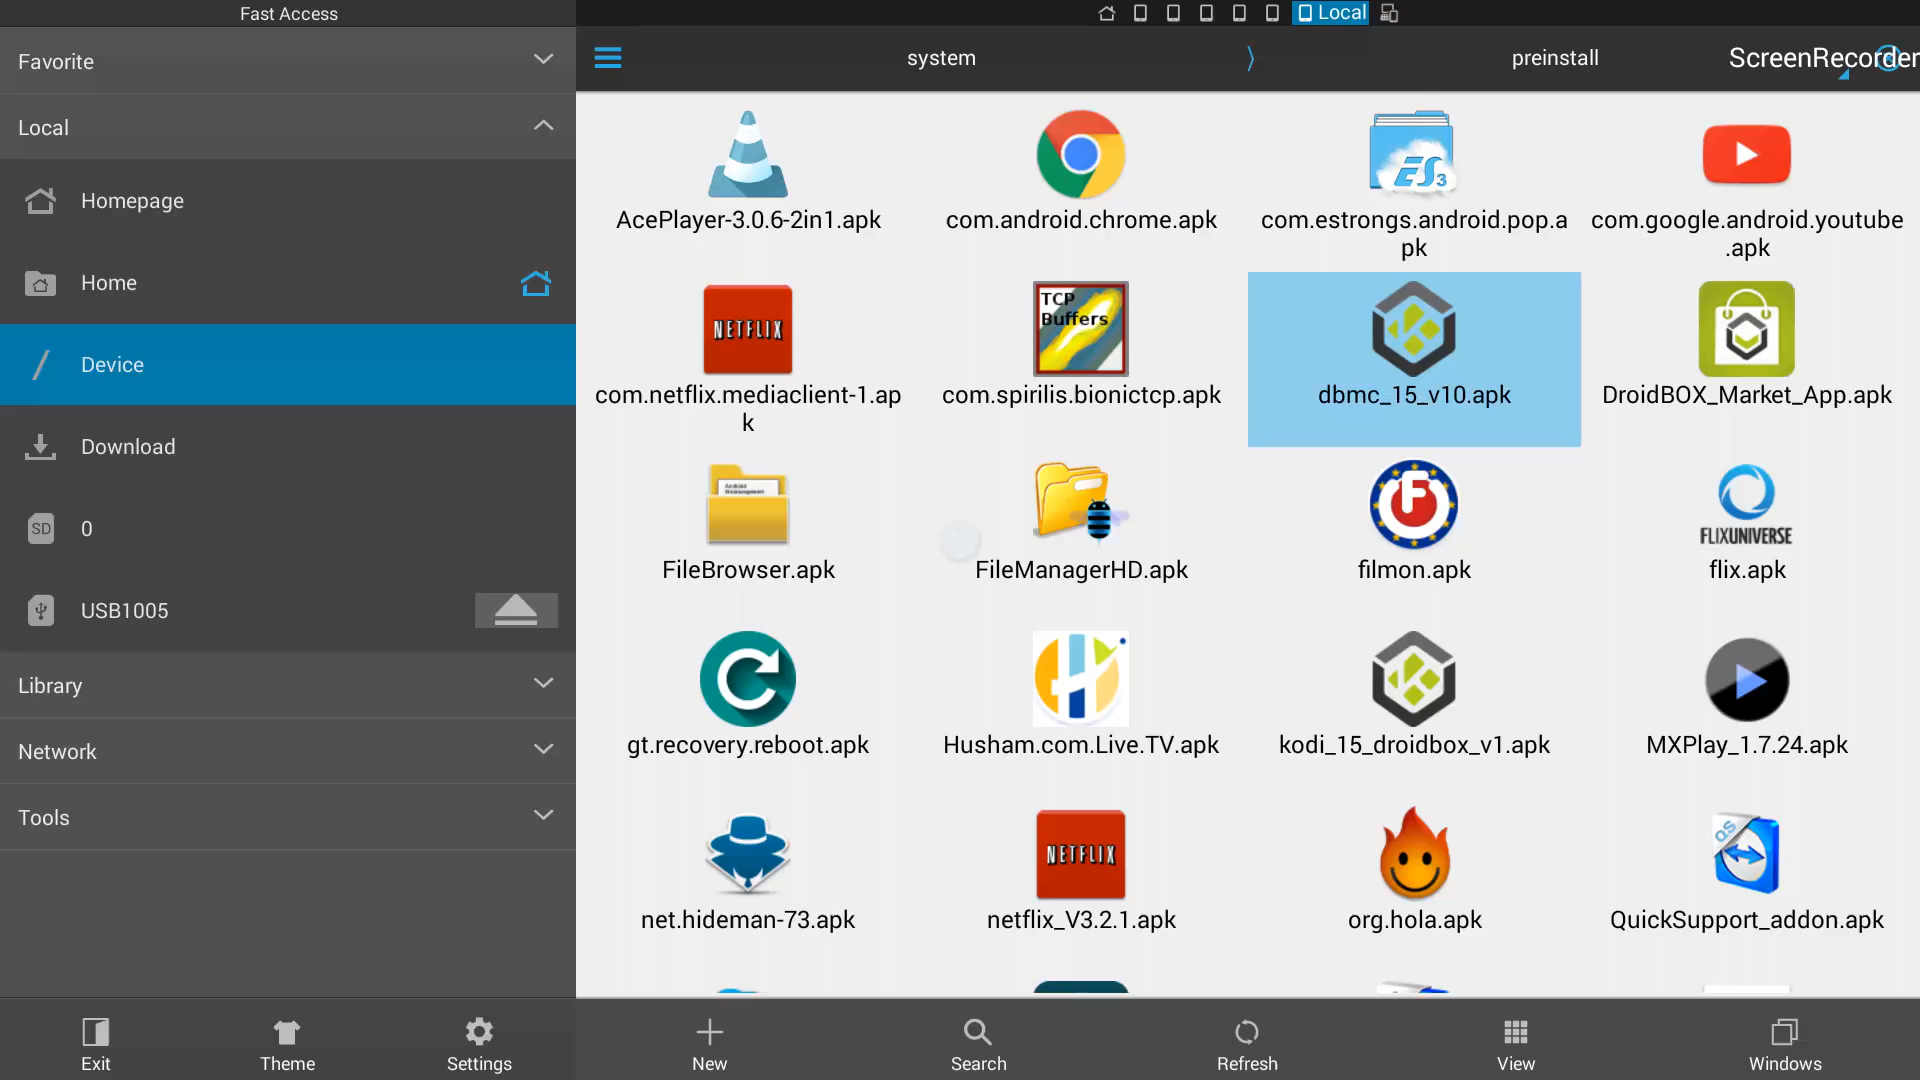 Fast Access
Local
Favorite
system
preinstall
ScreenRecorder
Local
Homepage
Home
Device
Download
SD
0
USB1005
Library
Network
Tools
Exit
Theme
Settings
AcePlayer-3.0.6-2in1.apk
com.android.chrome.apk
ES3
com.estrongs.android.pop.a
pk
com.google.android.youtube
.apk
NETFLIX
com.netflix.mediaclient-1.ap
k
TCP
Buffers
com.spirilis.bionictcp.apk
dbmc_15_v10.apk
DroidBOX_Market_App.apk
FileBrowser.apk
FileManagerHD.apk
F
filmon.apk
FLIXUNIVERSE
flix.apk
gt.recovery.reboot.apk
H
Husham.com.Live.TV.apk
kodi_15_droidbox_v1.apk
MXPlay_1.7.24.apk
net.hideman-73.apk
NETFLIX
netflix_V3.2.1.apk
org.hola.apk
QS
QuickSupport_addon.apk
New
Search
Refresh
View
Windows